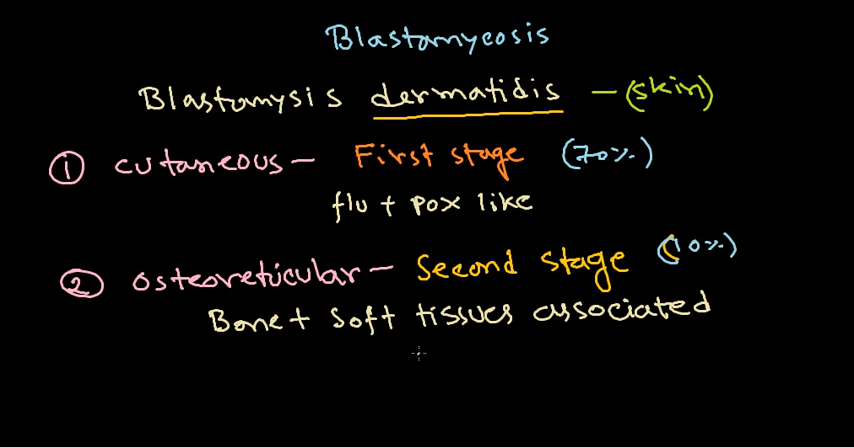 Blastomycosis
Blastomysis dermatidis - (skin)
① cutaneous - First stage (70%)
flu + pox like
② osteoreticular - Second stage (10%)
Bone + soft tissues associated